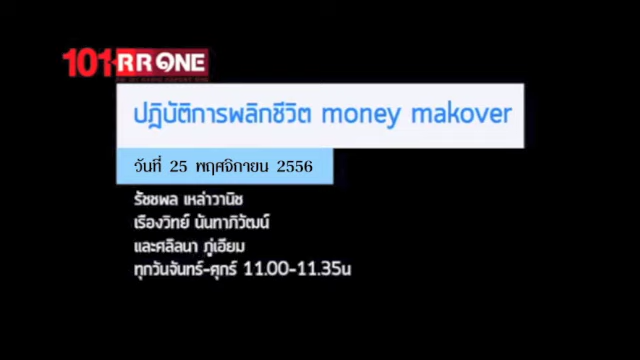 101 RR ONE
ปฏิบัติการพลิกชีวิต money makover
วันที่ 25 พฤศจิกายน 2556
รัชชพล เหล่าวานิช
เรืองวิทย์ นันทาภิวัฒน์
และศลิลนา ภู่เอี่ยม
ทุกวันจันทร์-ศุกร์ 11.00-11.35น